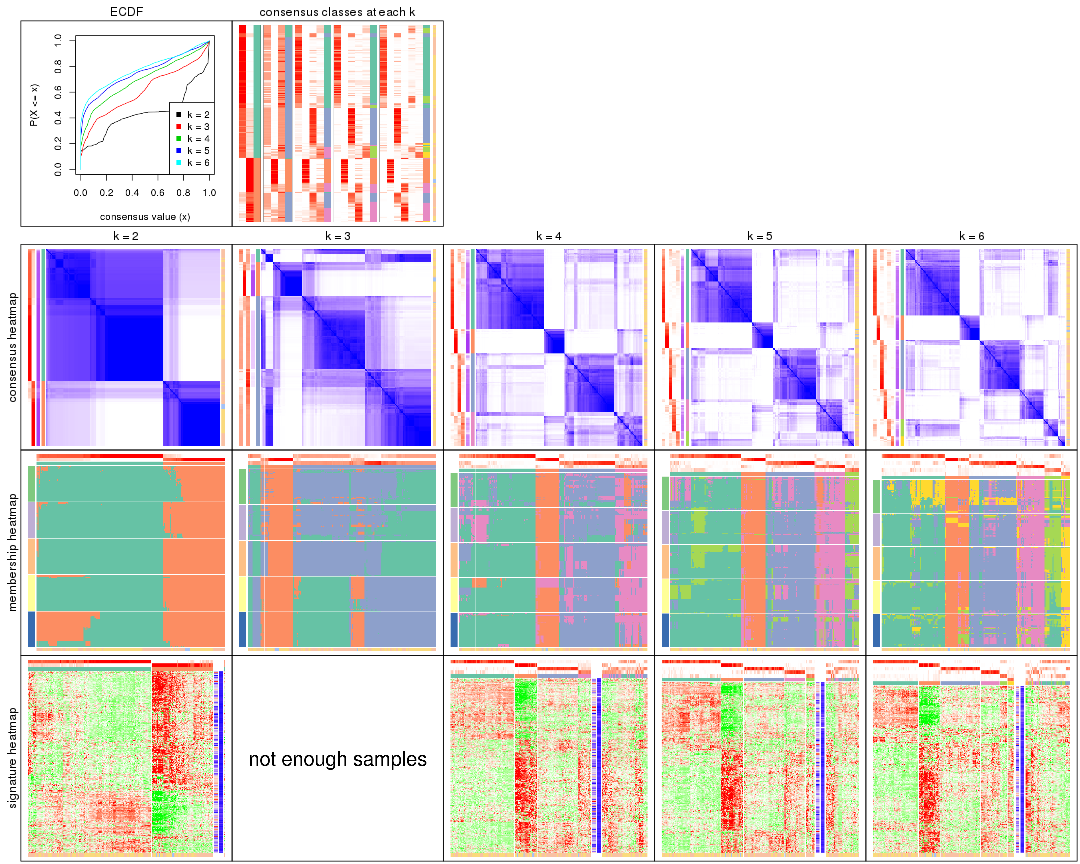 ECDF
consensus classes at each k
P(X <= x)
0.0 0.2 0.4 0.6 0.8 1.0
k = 2
k = 3
k = 4
k = 5
k = 6
0.0 0.2 0.4 0.6 0.8 1.0
consensus value (x)
k = 2 k = 3 k = 4 k = 5 k = 6
consensus heatmap
membership heatmap
signature heatmap
not enough samples